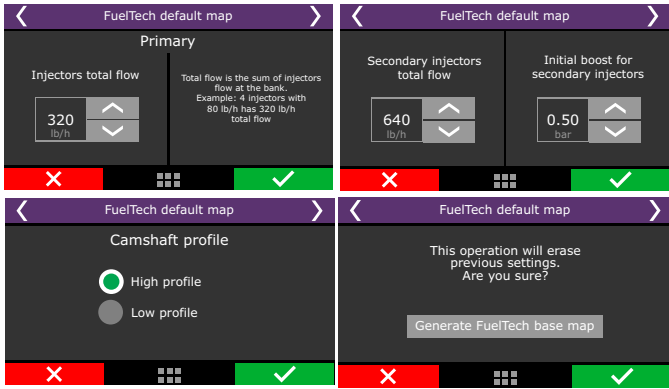 FuelTech default map
Primary
Injectors total flow
320
lb/h
Total flow is the sum of injectors
flow at the bank.
Example: 4 injectors with
80 lb/h has 320 lb/h
total flow
FuelTech default map
Secondary injectors
total flow
640
lb/h
Initial boost for
secondary injectors
0.50
bar
FuelTech default map
Camshaft profile
High profile
Low profile
FuelTech default map
This operation will erase
previous settings.
Are you sure?
Generate FuelTech base map